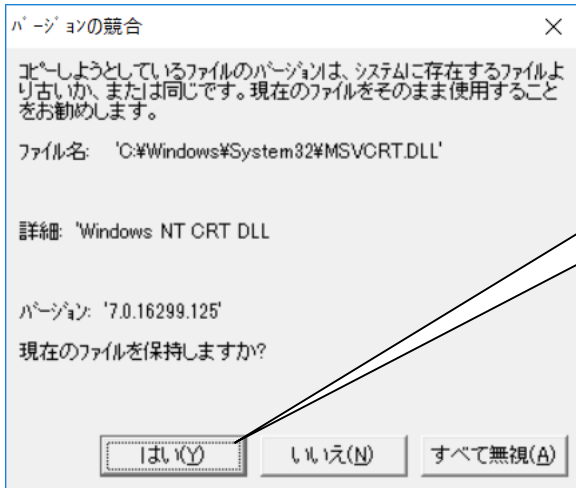 ﾊﾞｰｼﾞｮﾝの競合
ｺﾋﾟｰしようとしているﾌｧｲﾙのﾊﾞｰｼﾞｮﾝは、ｼｽﾃﾑに存在するﾌｧｲﾙよ
り古いか、または同じです。現在のﾌｧｲﾙをそのまま使用すること
をお勧めします。
ﾌｧｲﾙ名: 'C:¥Windows¥System32¥MSVCRT.DLL'
詳細: 'Windows NT CRT DLL
ﾊﾞｰｼﾞｮﾝ: '7.0.16299.125'
現在のﾌｧｲﾙを保持しますか?
はい(Y) いいえ(N) すべて無視(A)